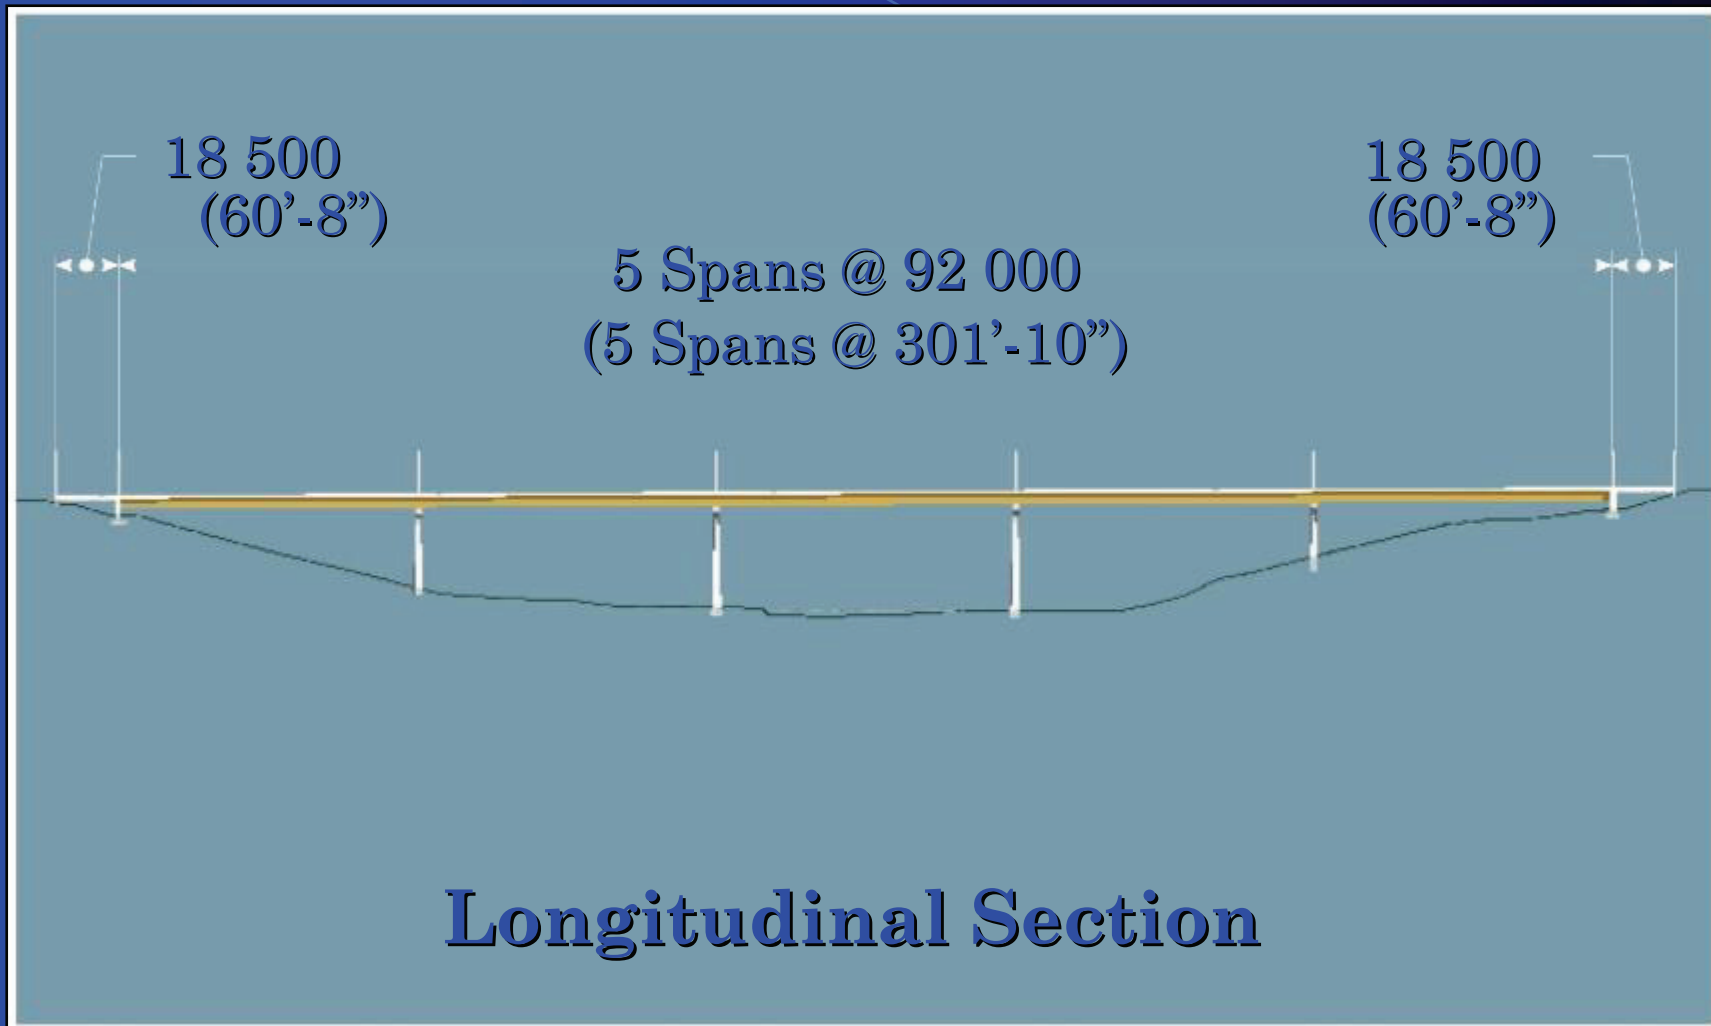 18 500
(60’-8”)
18 500
(60’-8”)
5 Spans @ 92 000
(5 Spans @ 301’-10”)
Longitudinal Section